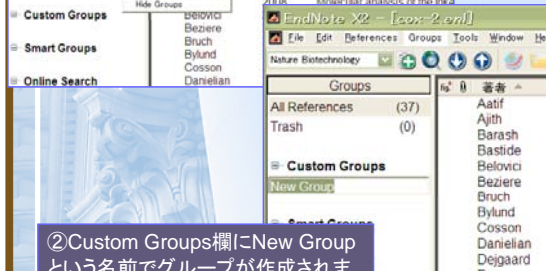 Hide Groups
Custom Groups
Smart Groups
Online Search
Belovici
Beziere
Bruch
Bylund
Cosson
Danielian
EndNote X2 - [cox-2.enl]
File Edit References Groups Tools Window
Nature Biotechnology
Groups
著者
All References (37)
Trash (0)
Custom Groups
New Group
Aatif
Ajith
Barash
Bastide
Belovici
Beziere
Bruch
Bylund
Cosson
Danielian
Dejgaard
②Custom Groups欄にNew Group
という名前でグループが作成されま